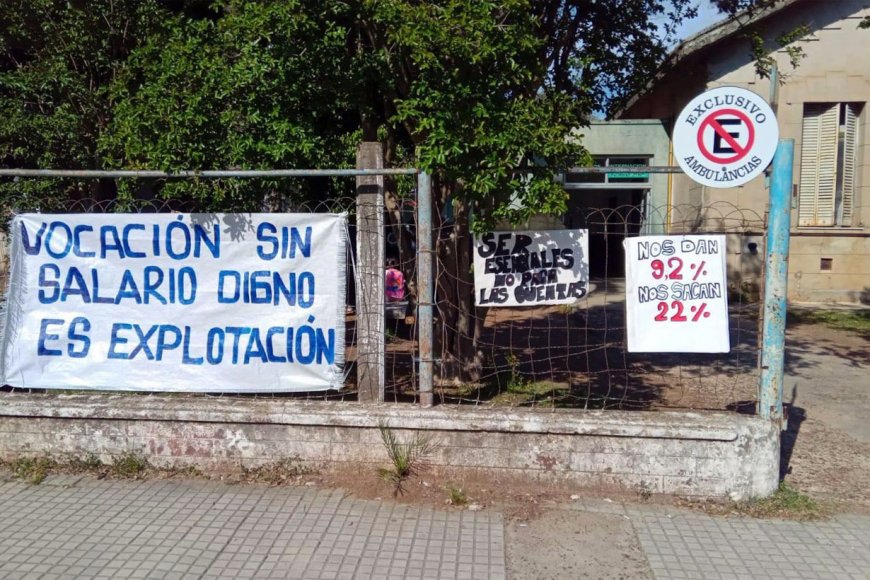 VOCACIÓN SIN
SALARIO DIGNO
ES EXPLOTACIÓN
SER
ESENCIALES
NO PAGA
LAS CUENTAS
NOS DAN
9,2 %
NOS SACAN
22 %
EXCLUSIVO
E
AMBULÂNCIAS